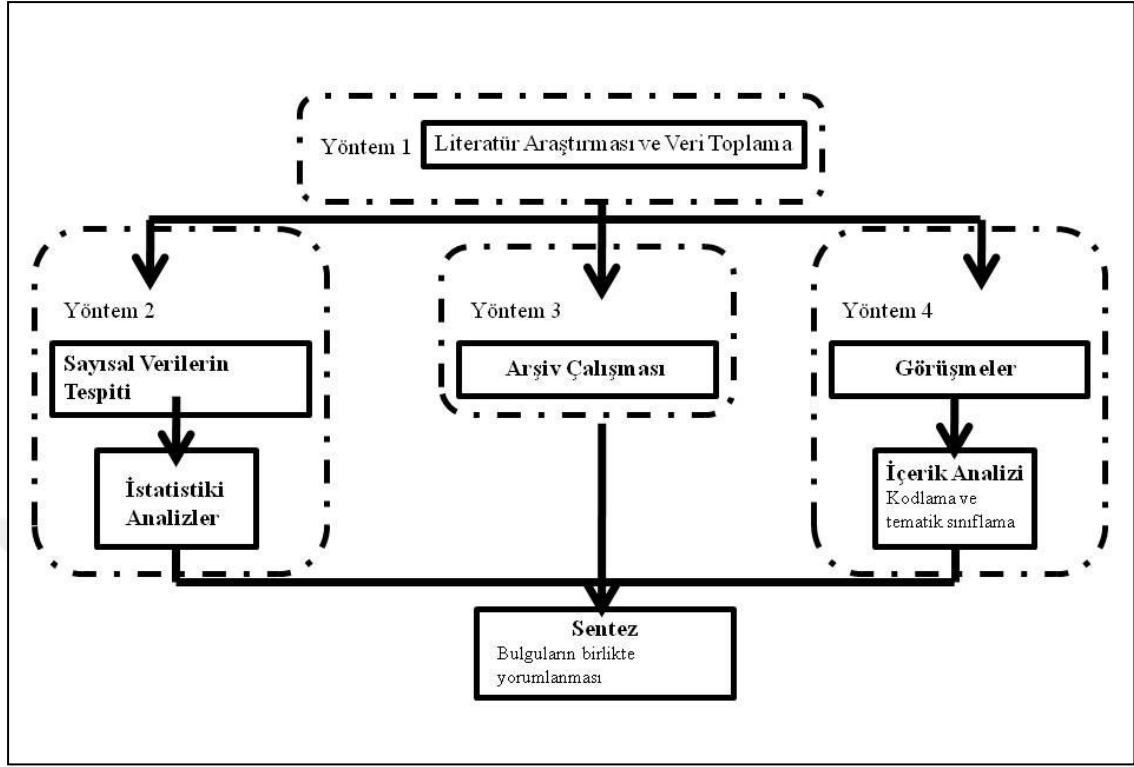 Yöntem 1
Literatür Araştırması ve Veri Toplama
Yöntem 2
Sayısal Verilerin
Tespiti
İstatistiki
Analizler
Yöntem 3
Arşiv Çalışması
Yöntem 4
Görüşmeler
İçerik Analizi
Kodlama ve
tematik sınıflama
Sentez
Bulguların birlikte
yorumlanması